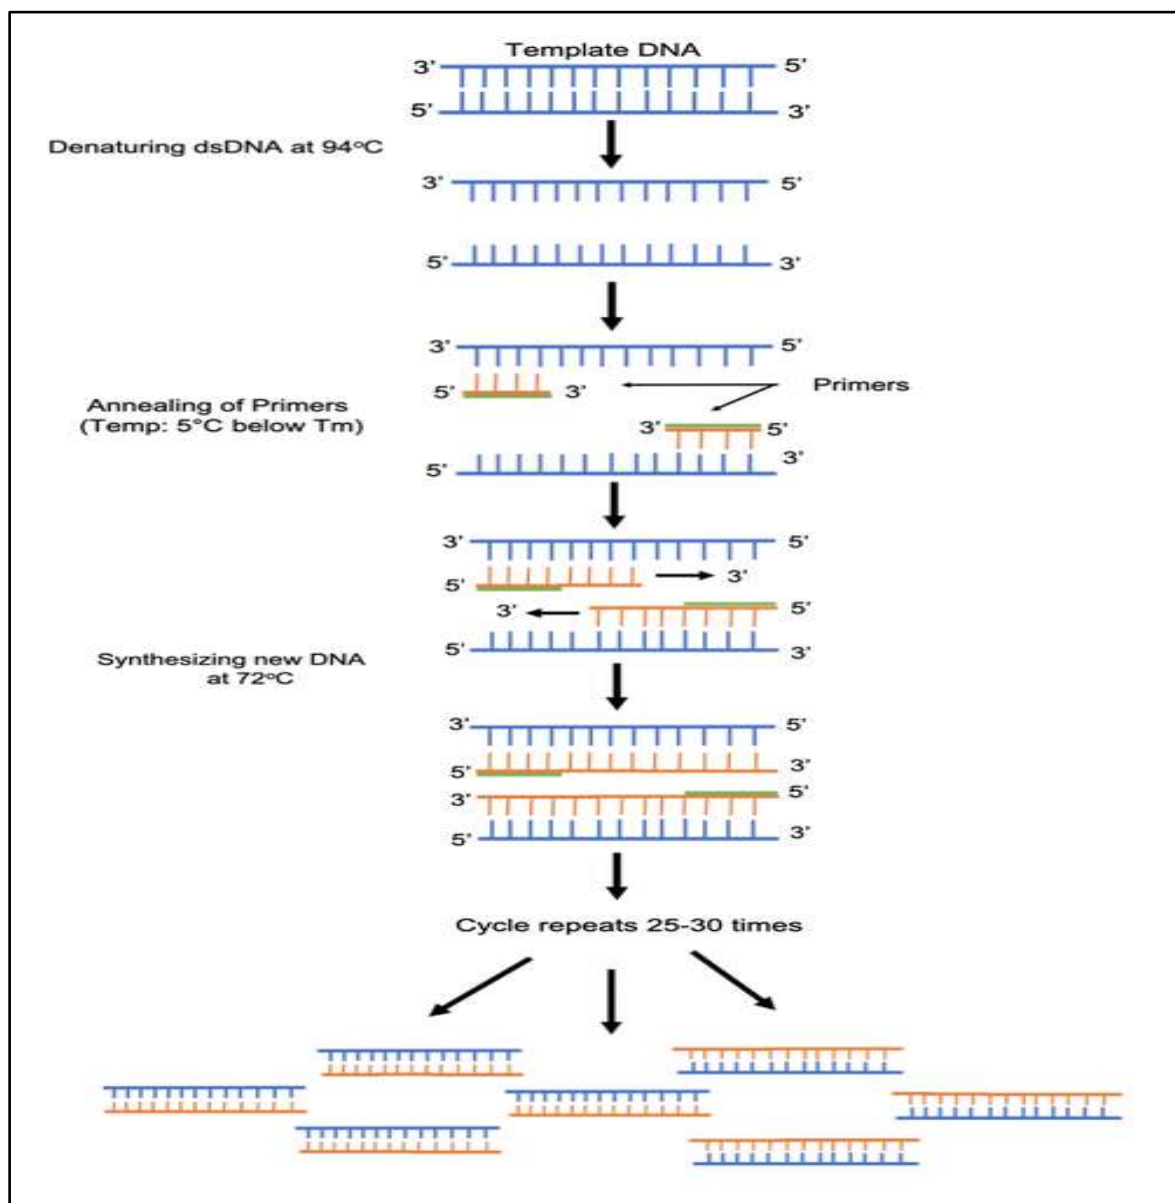 Template DNA
3’ 5’
5’ 3’
Denaturing dsDNA at 94°C
3’ 5’
5’ 3’
3’ 5’
5’ 3’ Primers
Annealing of Primers
(Temp: 5°C below Tm)
3’ 5’
5’ 3’
3’ 5’
5’ 3’
3’ 5’
5’ 3’
Synthesizing new DNA
at 72°C
3’ 5’
5’ 3’
3’ 5’
5’ 3’
Cycle repeats 25-30 times